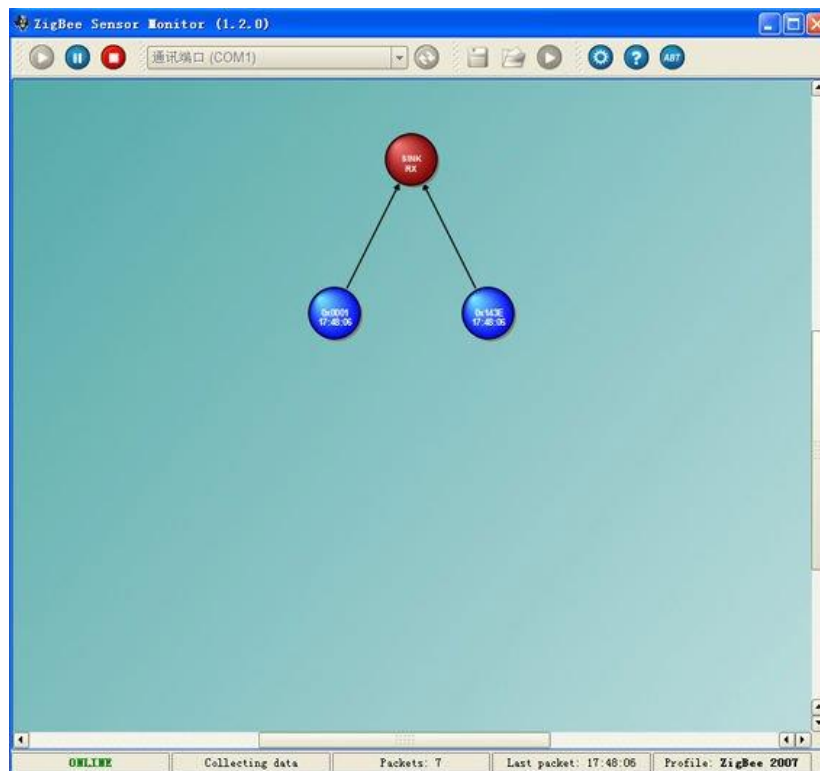 ZigBee Sensor Monitor (1.2.0)
通讯端口 (COM1)
?
ABT
SINK
RX
0x0001
17:48:06
0x143E
17:48:06
ONLINE
Collecting data
Packets: 7
Last packet: 17:48:06
Profile: ZigBee 2007